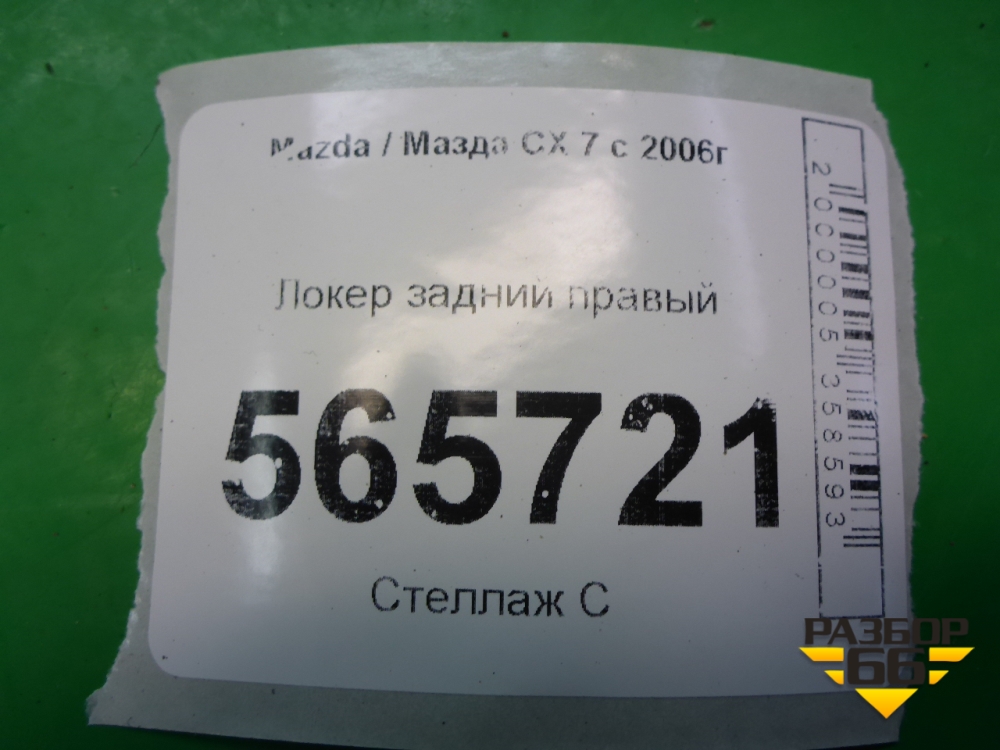 Mazda / Мазда CX 7 с 2006г
Локер задний правый
565721
Стеллаж С
2000005358593
РАЗБОР
66